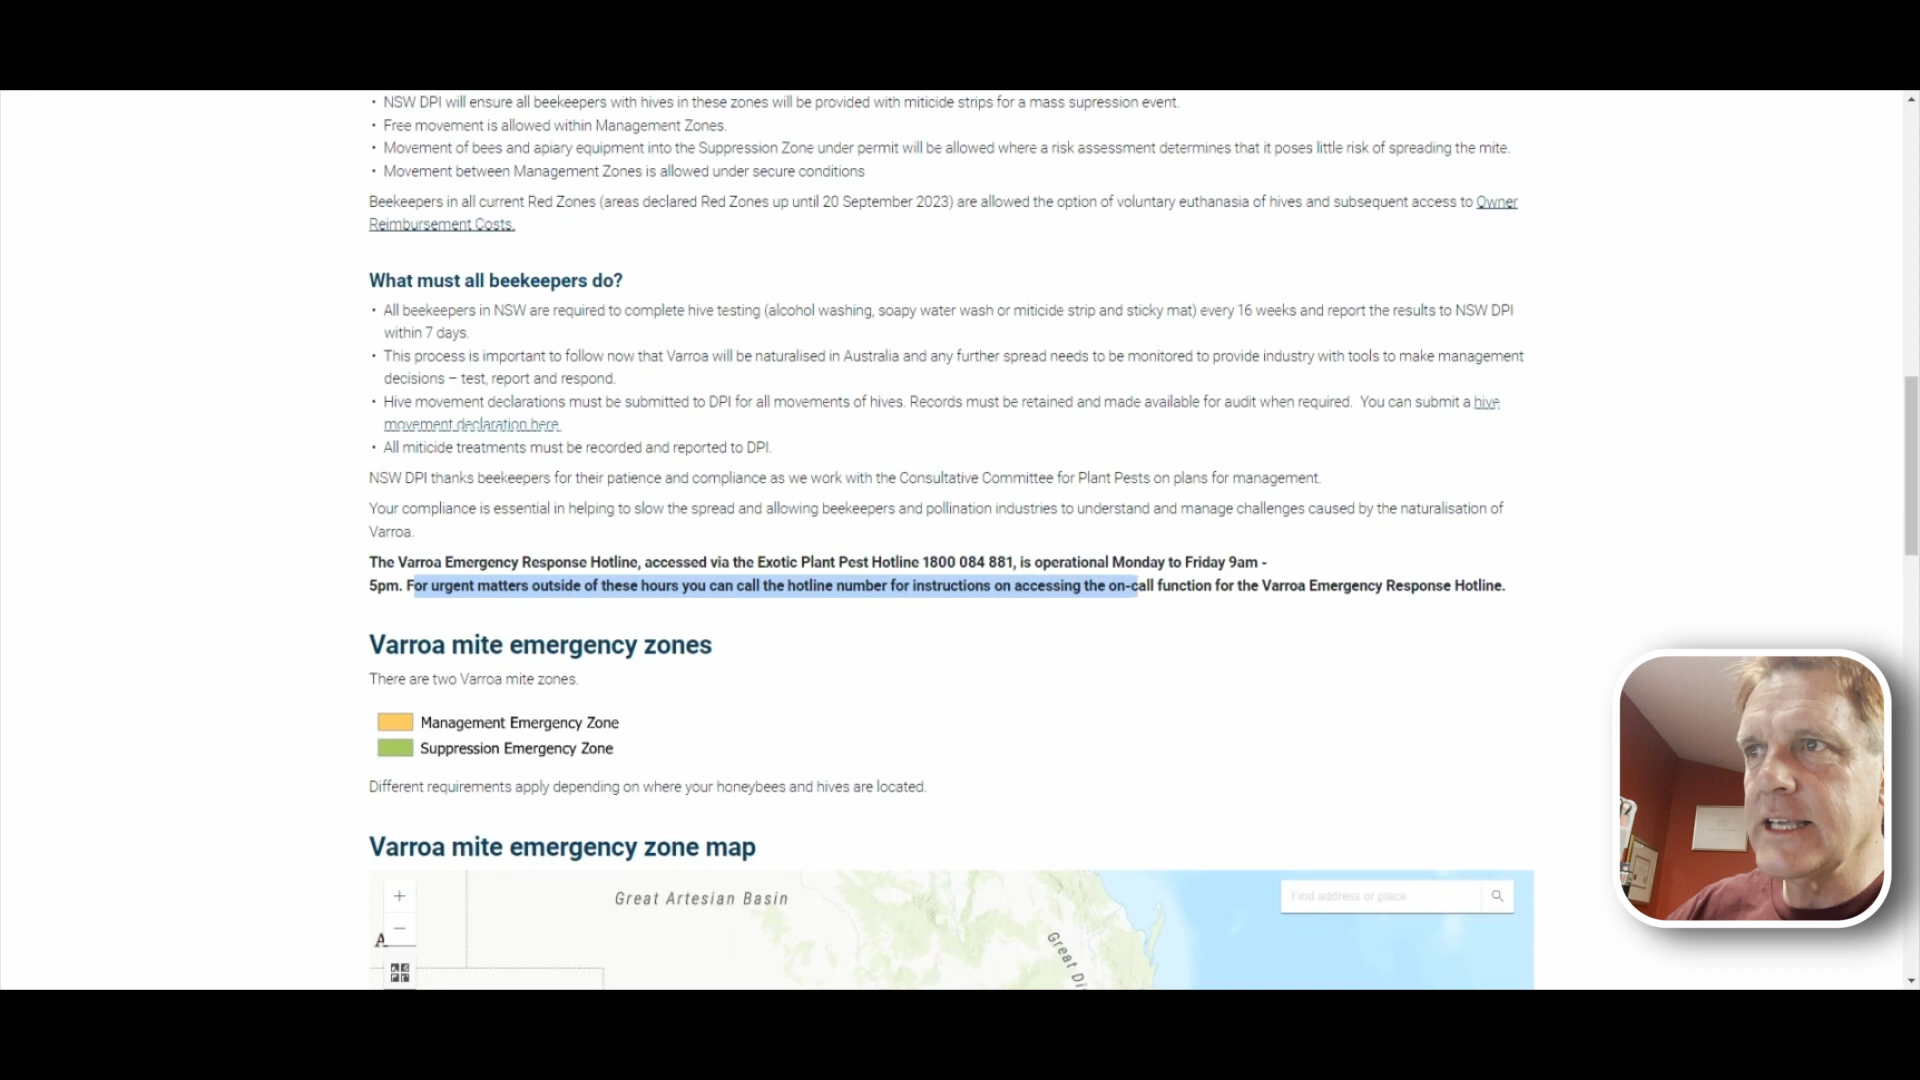 • NSW DPI will ensure all beekeepers with hives in these zones will be provided with miticide strips for a mass supression event.
• Free movement is allowed within Management Zones.
• Movement of bees and apiary equipment into the Suppression Zone under permit will be allowed where a risk assessment determines that it poses little risk of spreading the mite.
• Movement between Management Zones is allowed under secure conditions
Beekeepers in all current Red Zones (areas declared Red Zones up until 20 September 2023) are allowed the option of voluntary euthanasia of hives and subsequent access to Owner
Reimbursement Costs.
What must all beekeepers do?
• All beekeepers in NSW are required to complete hive testing (alcohol washing, soapy water wash or miticide strip and sticky mat) every 16 weeks and report the results to NSW DPI
within 7 days.
• This process is important to follow now that Varroa will be naturalised in Australia and any further spread needs to be monitored to provide industry with tools to make management
decisions – test, report and respond.
• Hive movement declarations must be submitted to DPI for all movements of hives. Records must be retained and made available for audit when required. You can submit a hive
movement declaration here.
• All miticide treatments must be recorded and reported to DPI.
NSW DPI thanks beekeepers for their patience and compliance as we work with the Consultative Committee for Plant Pests on plans for management.
Your compliance is essential in helping to slow the spread and allowing beekeepers and pollination industries to understand and manage challenges caused by the naturalisation of
Varroa.
The Varroa Emergency Response Hotline, accessed via the Exotic Plant Pest Hotline 1800 084 881, is operational Monday to Friday 9am -
5pm. For urgent matters outside of these hours you can call the hotline number for instructions on accessing the on-call function for the Varroa Emergency Response Hotline.
Varroa mite emergency zones
There are two Varroa mite zones.
Management Emergency Zone
Suppression Emergency Zone
Different requirements apply depending on where your honeybees and hives are located.
Varroa mite emergency zone map
Great Artesian Basin
Find address or place
A
Great Di